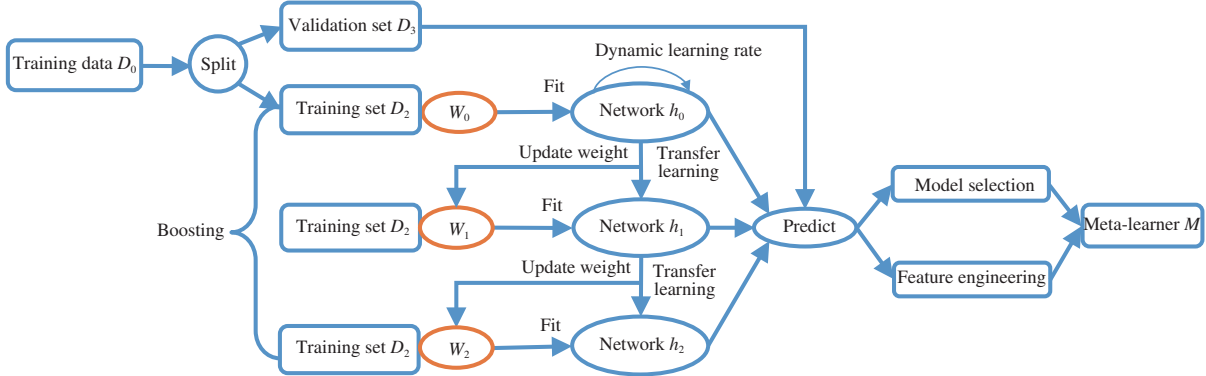 Validation set D₃
Training data D₀
Split
Dynamic learning rate
Training set D₂
W₀
Fit
Network h₀
Update weight
Transfer
learning
Model selection
Boosting
Training set D₂
W₁
Fit
Network h₁
Predict
Meta-learner M
Update weight
Transfer
learning
Feature engineering
Training set D₂
W₂
Fit
Network h₂